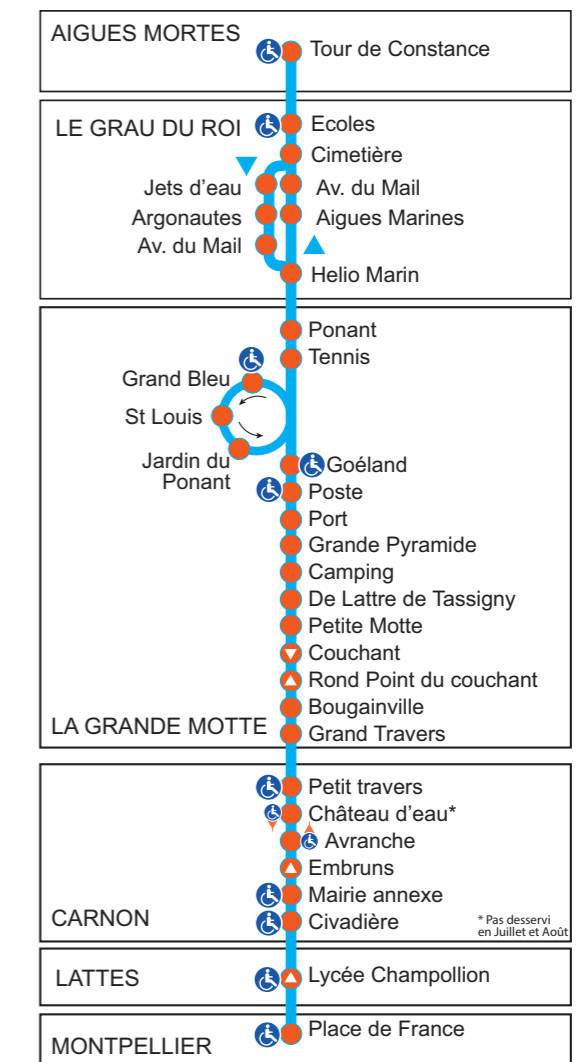 AIGUES MORTES
Tour de Constance
LE GRAU DU ROI
Ecoles
Cimetière
Jets d'eau
Av. du Mail
Argonautes
Aigues Marines
Av. du Mail
Helio Marin
Ponant
Tennis
Grand Bleu
St Louis
Jardin du
Ponant
Goéland
Poste
Port
Grande Pyramide
Camping
De Lattre de Tassigny
Petite Motte
Couchant
Rond Point du couchant
Bougainville
LA GRANDE MOTTE
Grand Travers
Petit travers
Château d'eau*
Avranche
Embruns
Mairie annexe
CARNON
Civadière
* Pas desservi
en Juillet et Août
LATTES
Lycée Champollion
MONTPELLIER
Place de France